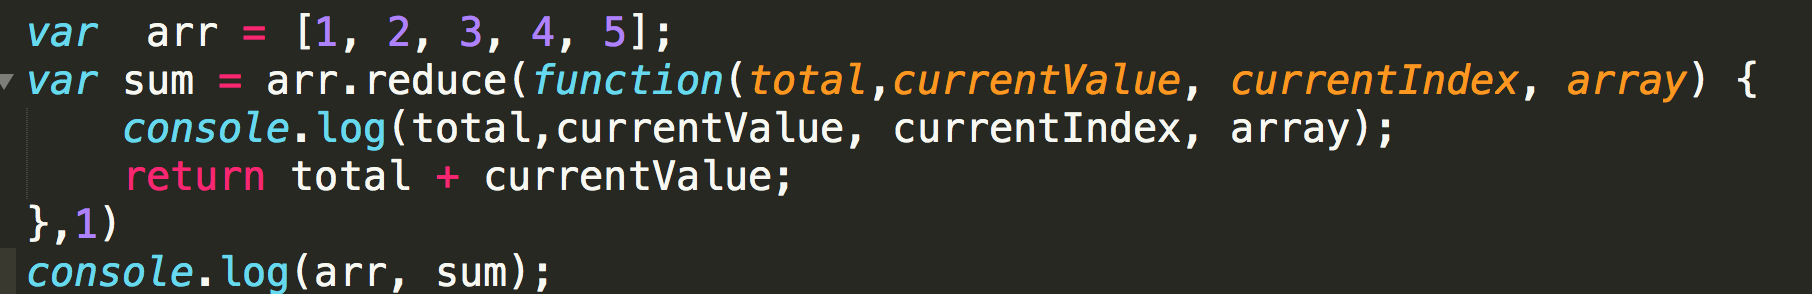 var  arr = [1, 2, 3, 4, 5];
var sum = arr.reduce(function(total,currentValue, currentIndex, array) {
    console.log(total,currentValue, currentIndex, array);
    return total + currentValue;
},1)
console.log(arr, sum);